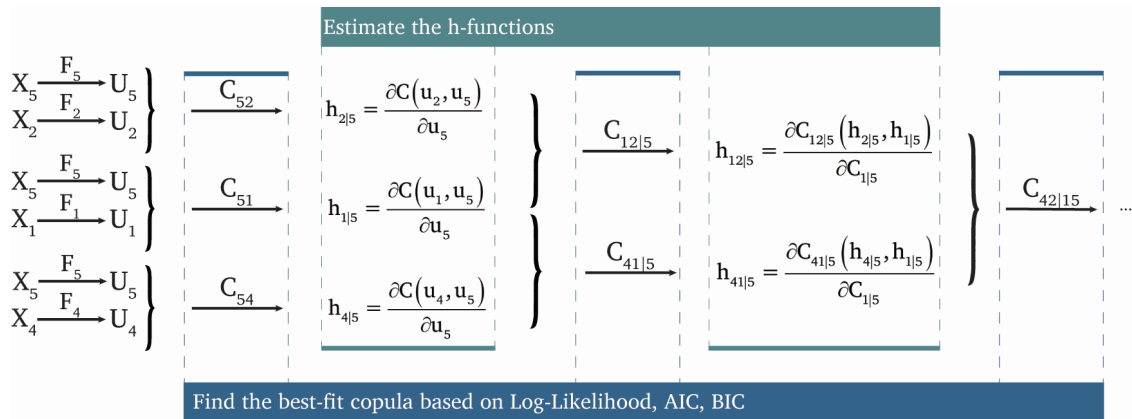 Estimate the h-functions
X₅ F₅ U₅
X₂ F₂ U₂
C₅₂
h₂|₅ = ∂C(u₂, u₅) / ∂u₅
X₅ F₅ U₅
X₁ F₁ U₁
C₅₁
h₁|₅ = ∂C(u₁, u₅) / ∂u₅
X₅ F₅ U₅
X₄ F₄ U₄
C₅₄
h₄|₅ = ∂C(u₄, u₅) / ∂u₅
C₁₂|₅
h₁₂|₅ = ∂C₁₂|₅(h₂|₅, h₁|₅) / ∂C₁|₅
C₄₁|₅
h₄₁|₅ = ∂C₄₁|₅(h₄|₅, h₁|₅) / ∂C₁|₅
C₄₂|₁₅
...
Find the best-fit copula based on Log-Likelihood, AIC, BIC